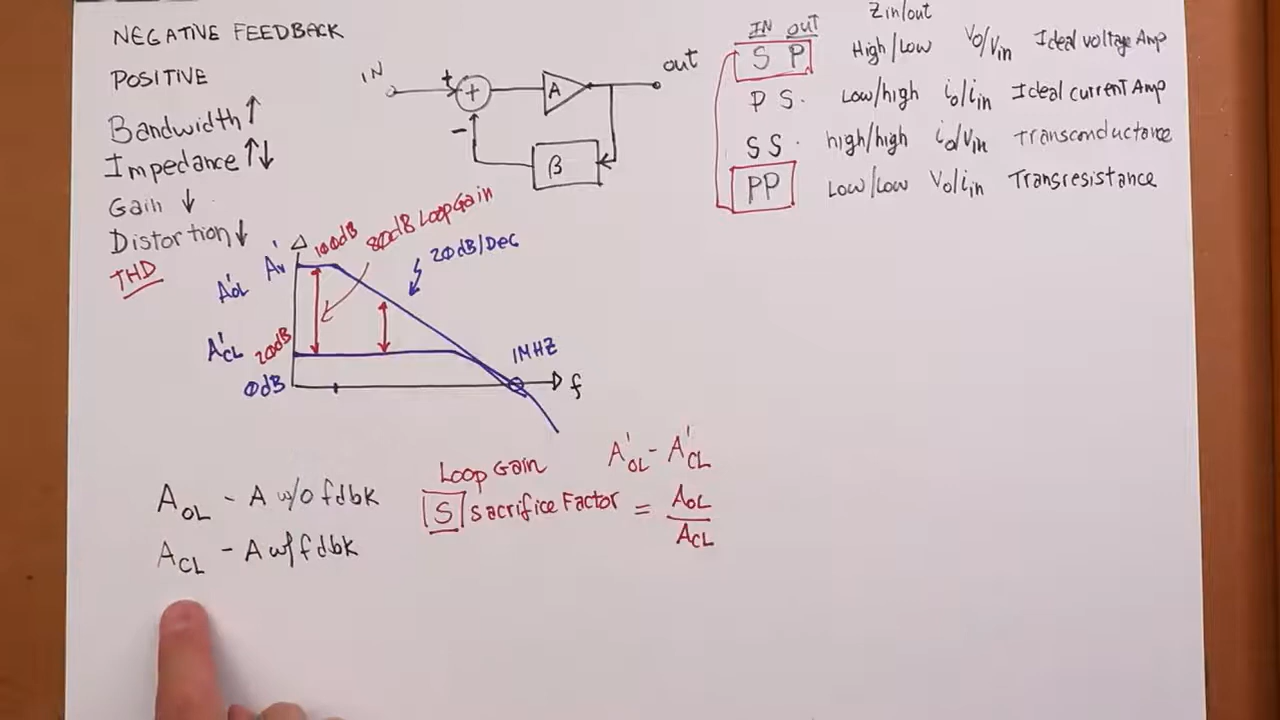 NEGATIVE FEEDBACK
POSITIVE
Bandwidth ↑
Impedance ↑↓
Gain ↓
Distortion ↓
THD
IN
+
+
-
A
β
out
Zin/out
IN OUT
S P High/Low Vo/Vin Ideal voltage Amp
P S. Low/high io/iin Ideal current Amp
S S. high/high io/Vin Transconductance
PP Low/Low Vo/iin Transresistance
100dB
80dB Loop Gain
20dB/Dec
Av'
A'OL
A'CL 20dB
0dB
1MHZ
f
AOL - A w/o fdbk
ACL - A w/fdbk
Loop Gain A'OL - A'CL
S Sacrifice Factor = AOL
ACL